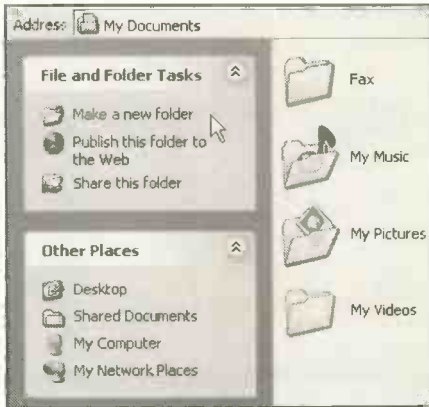 Address My Documents
File and Folder Tasks
Make a new folder
Publish this folder to
the Web
Share this folder
Other Places
Desktop
Shared Documents
My Computer
My Network Places
Fax
My Music
My Pictures
My Videos